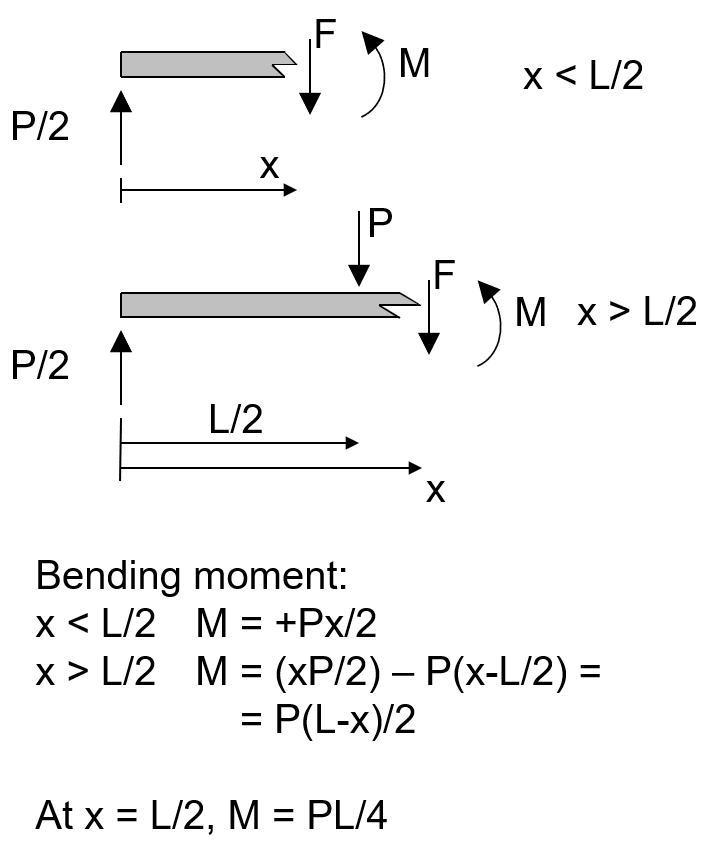 F
M
x < L/2
P/2
x
P
F
M
x > L/2
P/2
L/2
x
Bending moment:
x < L/2 M = +Px/2
x > L/2 M = (xP/2) – P(x-L/2) =
= P(L-x)/2
At x = L/2, M = PL/4